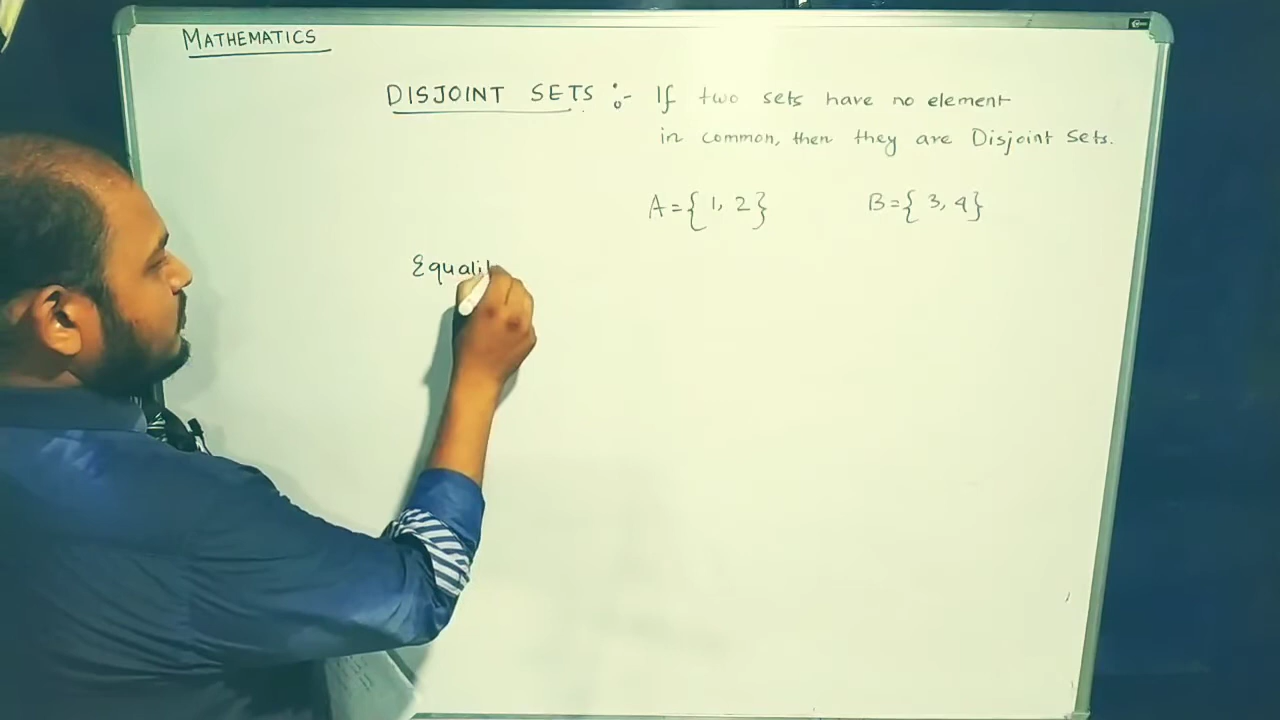 MATHEMATICS
DISJOINT SETS :- If two sets have no element
in common, then they are Disjoint Sets.
A={ 1, 2} B={ 3, 4}
Equalit